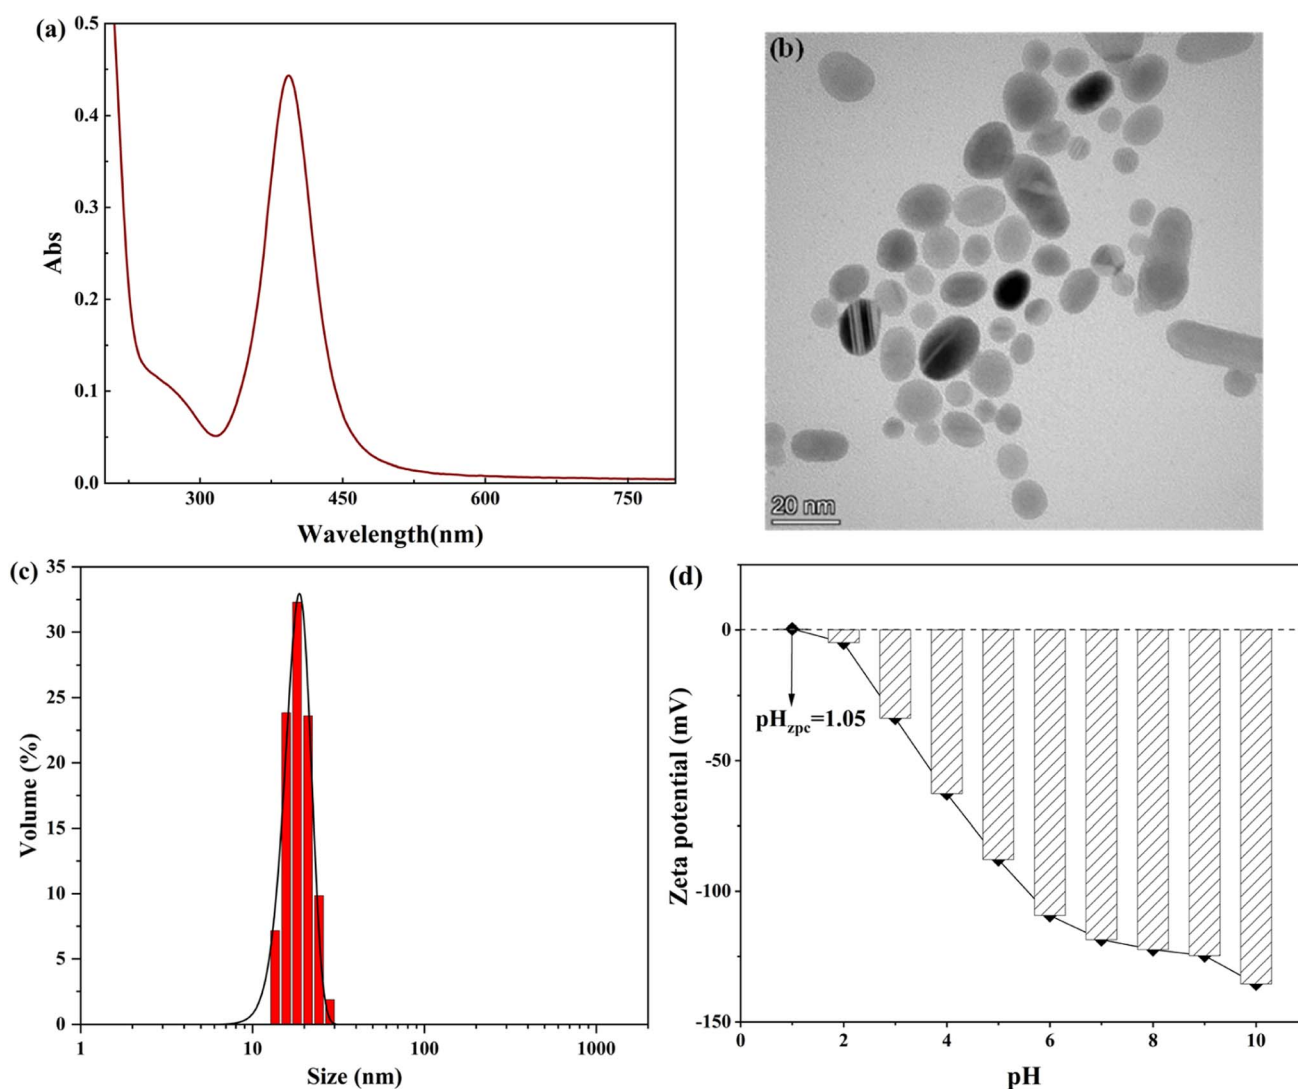 (a)
0.5
0.4
0.3
0.2
0.1
0.0
Abs
300 450 600 750
Wavelength(nm)
(b)
20 nm
(c)
35
30
25
20
15
10
5
0
Volume (%)
1 10 100 1000
Size (nm)
(d)
0
-50
-100
-150
Zeta potential (mV)
pHzpc=1.05
0 2 4 6 8 10
pH